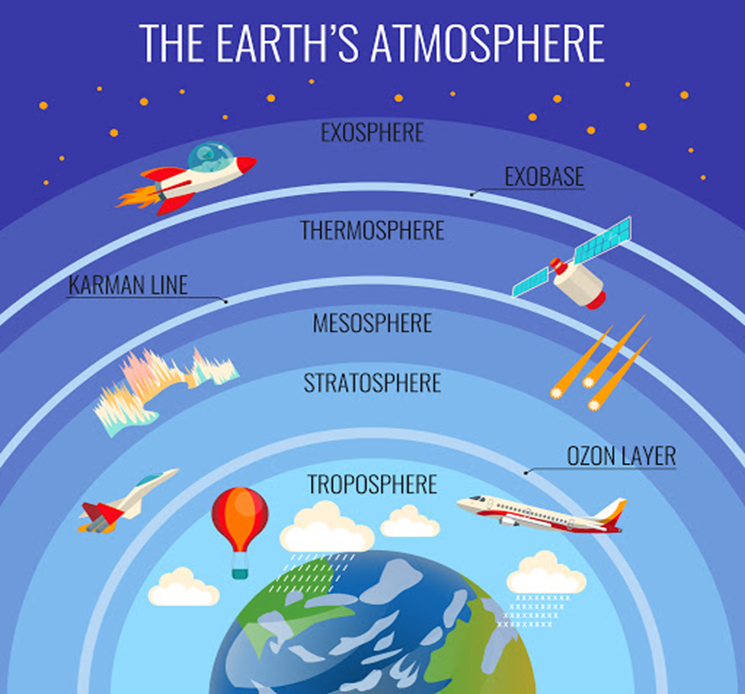 THE EARTH'S ATMOSPHERE
EXOSPHERE
EXOBASE
THERMOSPHERE
KARMAN LINE
MESOSPHERE
STRATOSPHERE
OZON LAYER
TROPOSPHERE